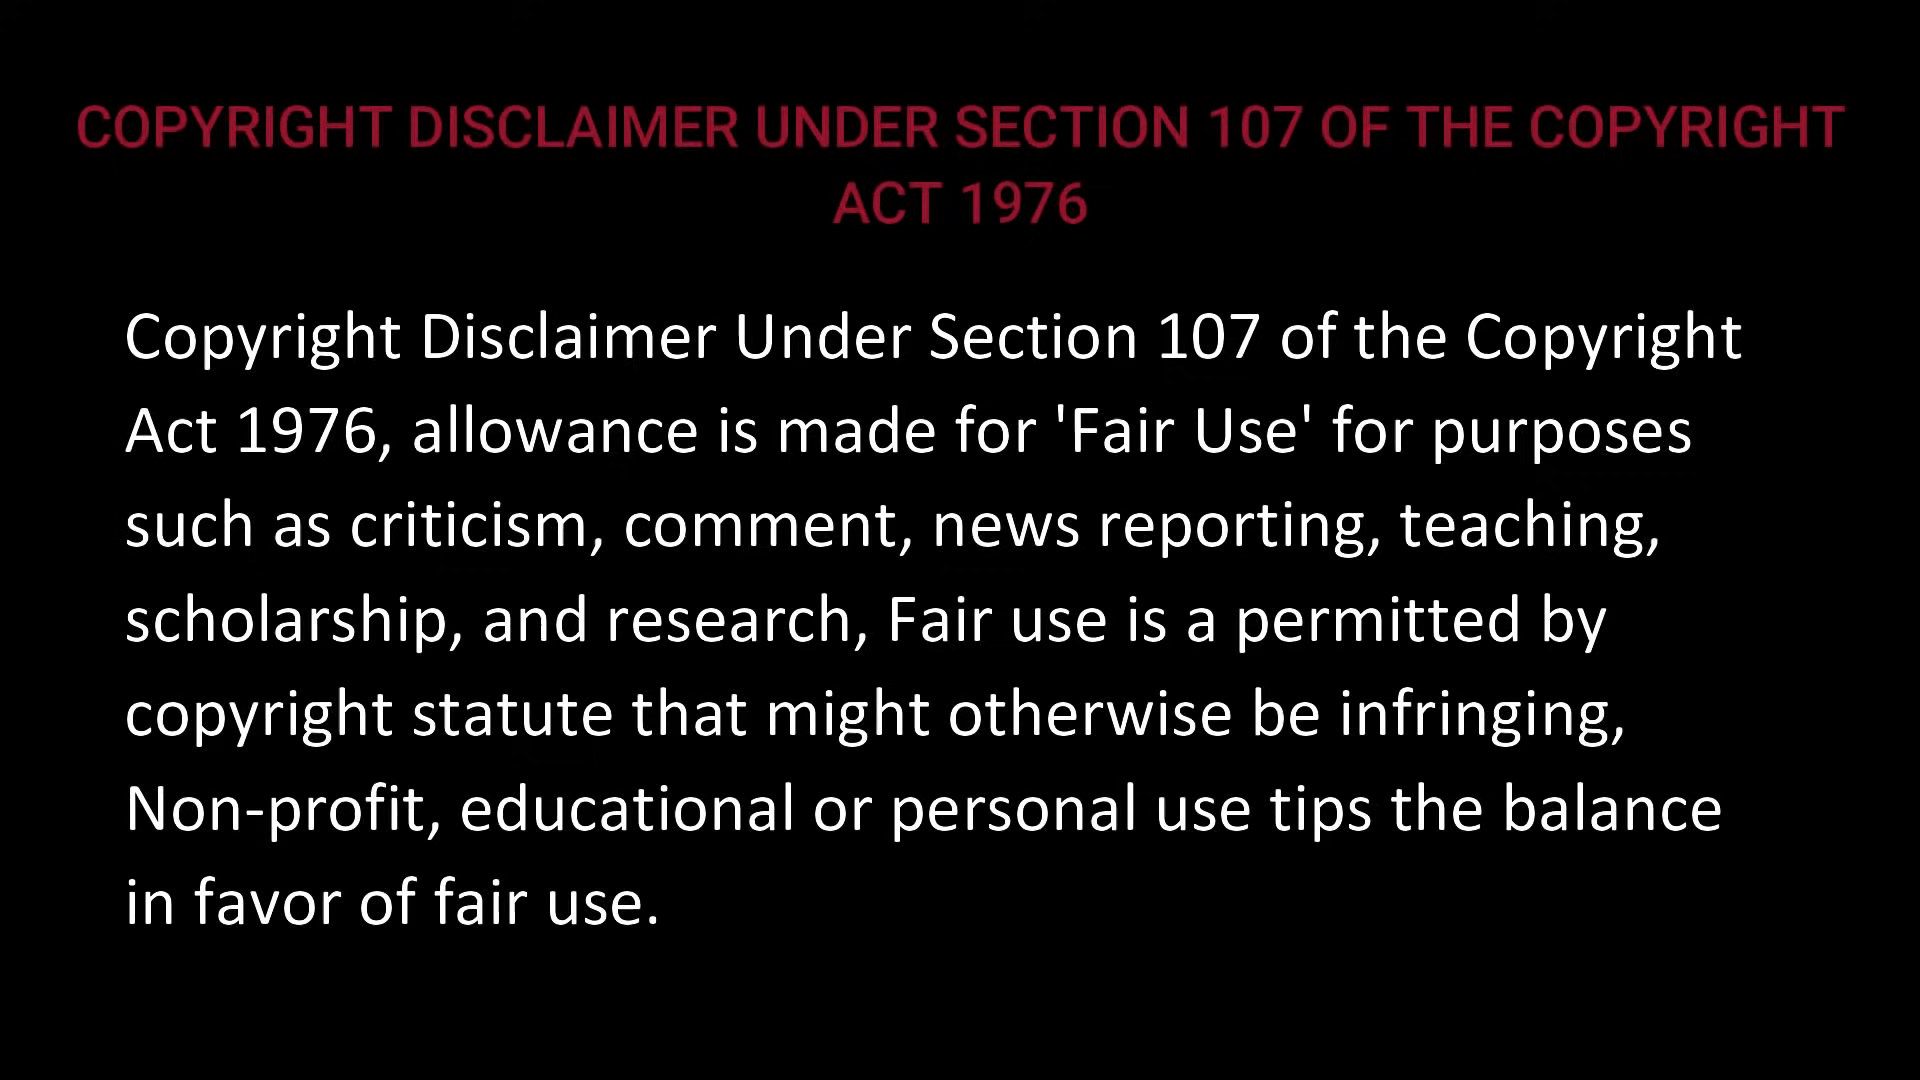 COPYRIGHT DISCLAIMER UNDER SECTION 107 OF THE COPYRIGHT
ACT 1976
Copyright Disclaimer Under Section 107 of the Copyright
Act 1976, allowance is made for 'Fair Use' for purposes
such as criticism, comment, news reporting, teaching,
scholarship, and research, Fair use is a permitted by
copyright statute that might otherwise be infringing,
Non-profit, educational or personal use tips the balance
in favor of fair use.